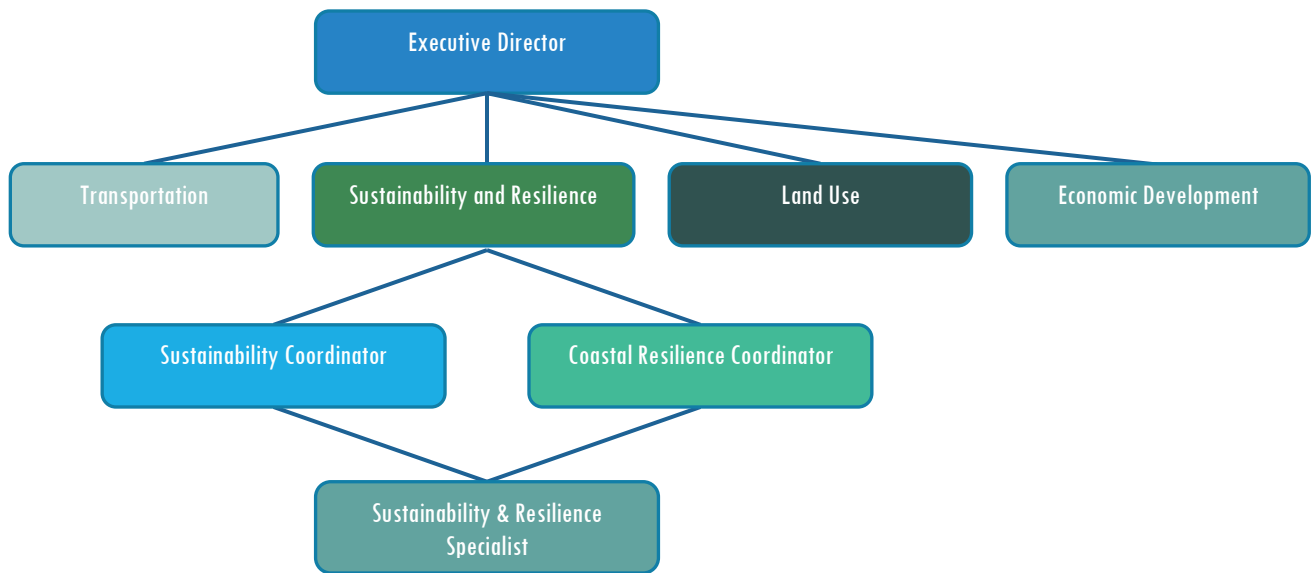 Executive Director
Transportation
Sustainability and Resilience
Land Use
Economic Development
Sustainability Coordinator
Coastal Resilience Coordinator
Sustainability & Resilience
Specialist